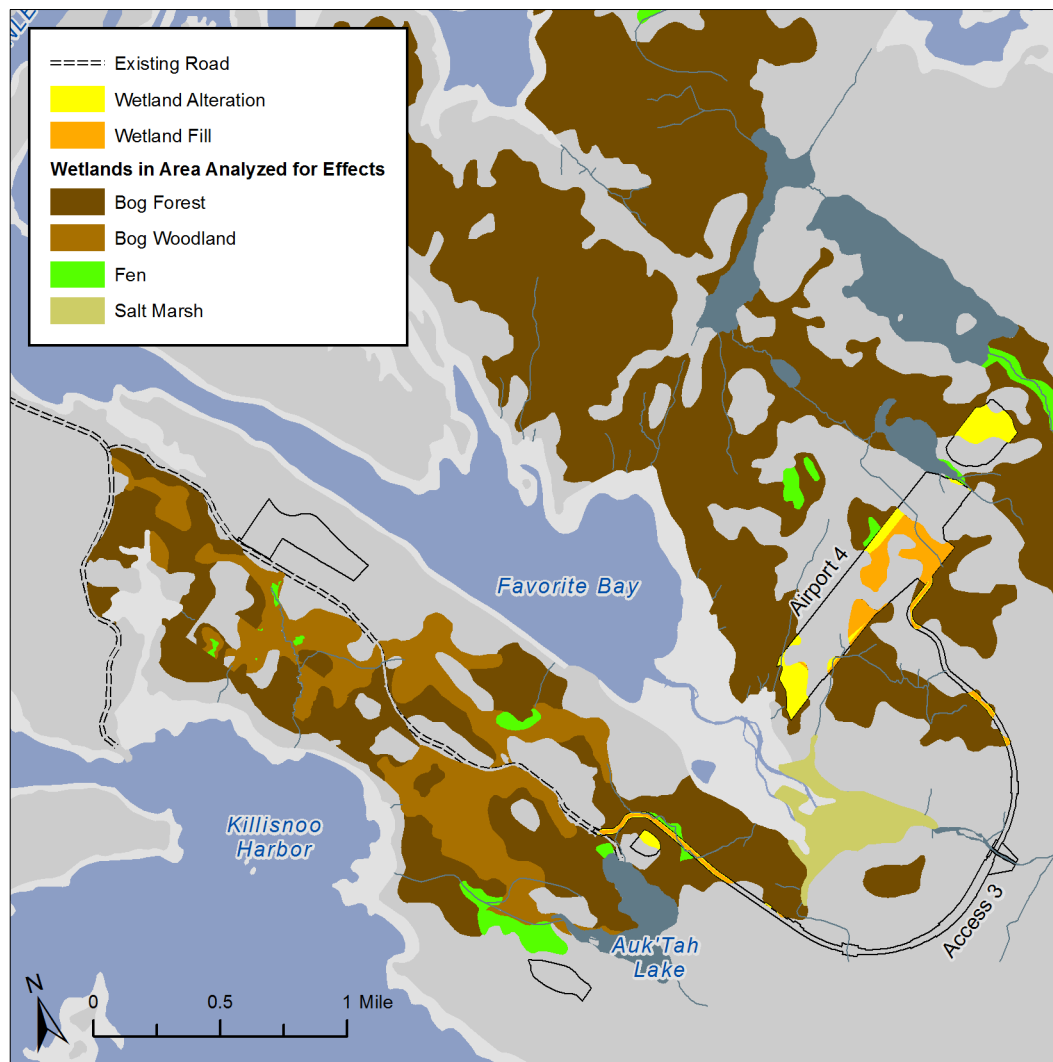 Existing Road
Wetland Alteration
Wetland Fill
Wetlands in Area Analyzed for Effects
Bog Forest
Bog Woodland
Fen
Salt Marsh
Airport 4
Favorite Bay
Killisnoo
Harbor
Access 3
Auk'Tah
Lake
N
0
0.5
1 Mile